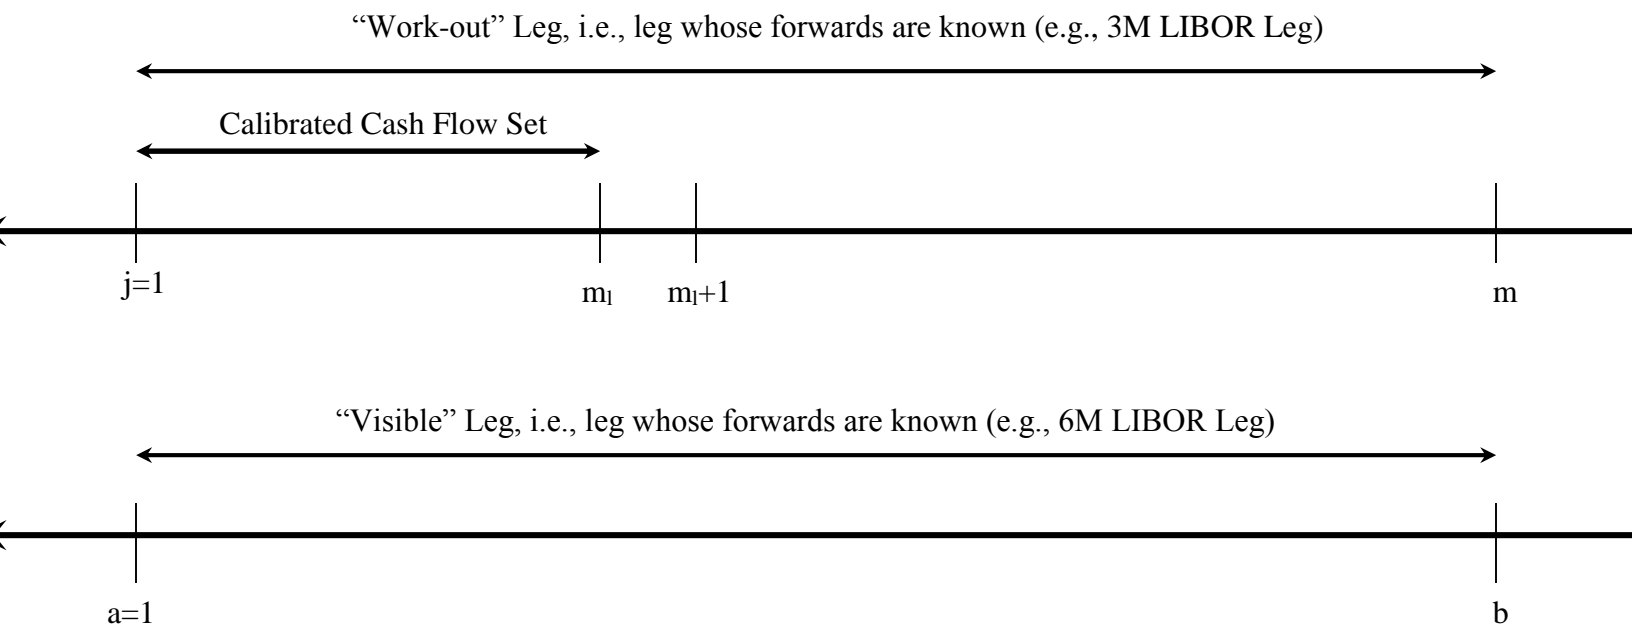 “Work-out” Leg, i.e., leg whose forwards are known (e.g., 3M LIBOR Leg)
Calibrated Cash Flow Set
j=1
mₗ
mₗ+1
m
“Visible” Leg, i.e., leg whose forwards are known (e.g., 6M LIBOR Leg)
a=1
b